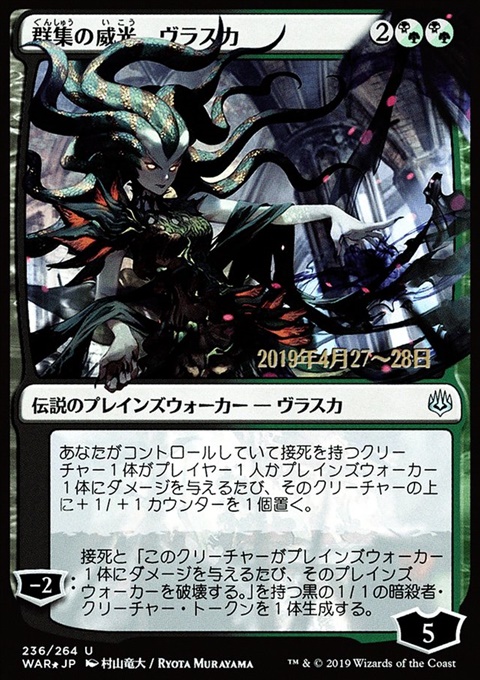 ぐんしゅう いこう
群集の威光、ヴラスカ 2
2019年4月27～28日
伝説のプレインズウォーカー ― ヴラスカ
あなたがコントロールしていて接死を持つクリー
チャー１体がプレイヤー１人かプレインズウォーカー
１体にダメージを与えるたび、そのクリーチャーの上
に＋１/＋１カウンターを１個置く。
-2：接死と「このクリーチャーがプレインズウォーカー
１体にダメージを与えるたび、そのプレインズ
ウォーカーを破壊する。」を持つ黒の１/１の暗殺者・
クリーチャー・トークンを１体生成する。
5
236/264 U
WAR★JP 村山竜大 / RYOTA MURAYAMA
™ & © 2019 Wizards of the Coast